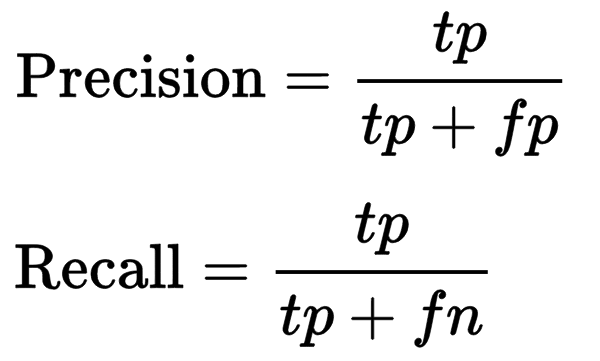 Precision = tp / tp + fp
Recall = tp / tp + fn